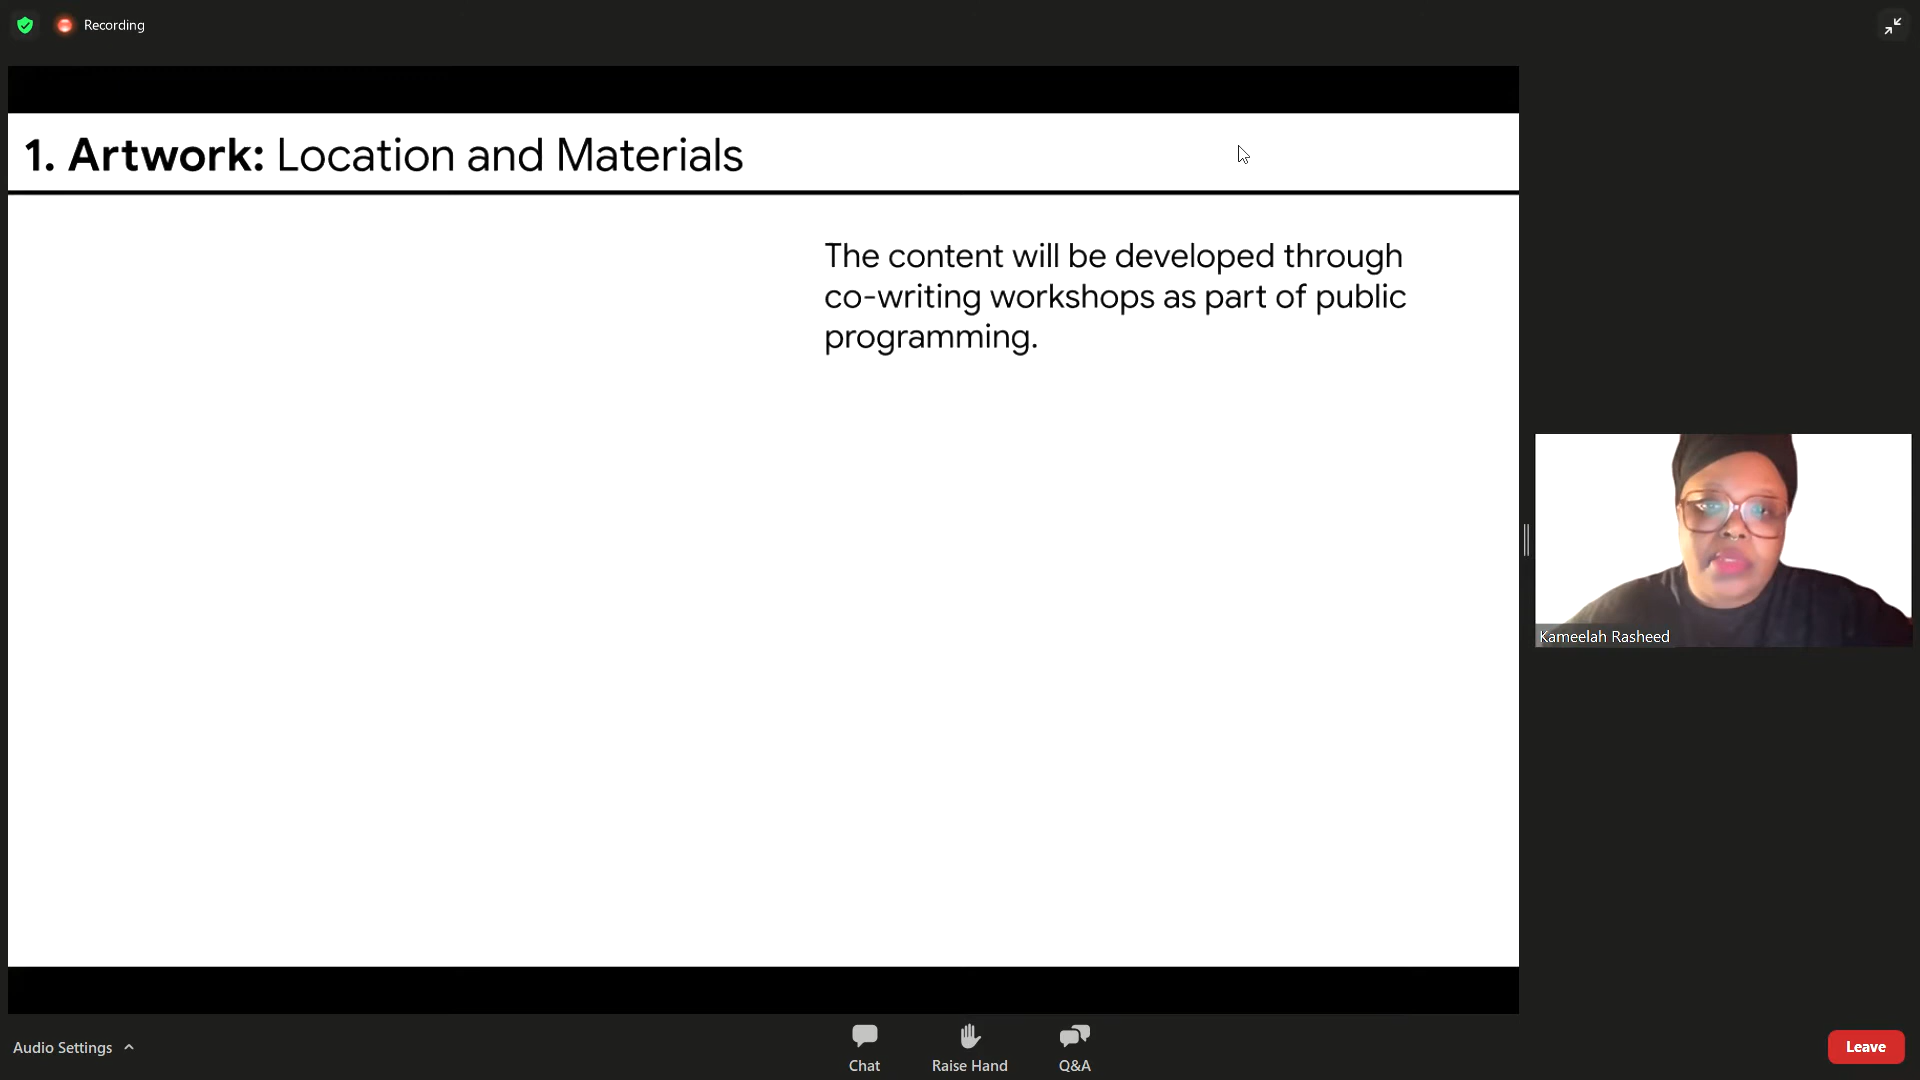 Recording
1. Artwork: Location and Materials
The content will be developed through
co-writing workshops as part of public
programming.
Kameelah Rasheed
Audio Settings
Chat
Raise Hand
Q&A
Leave